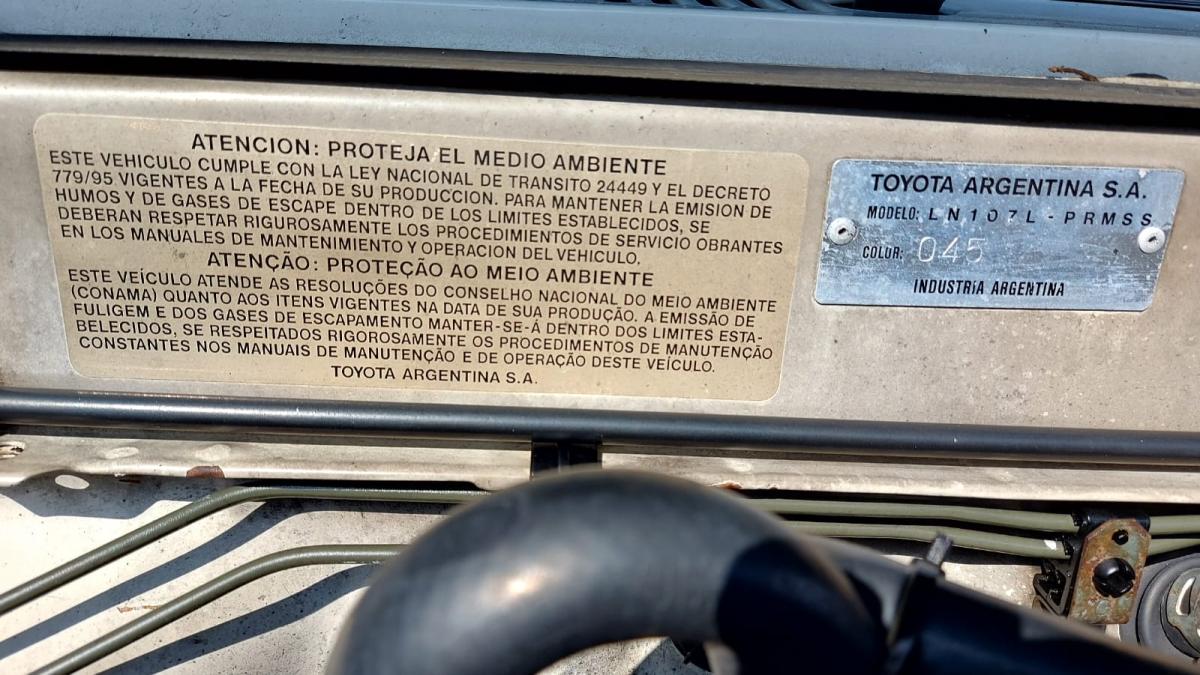 ATENCION: PROTEJA EL MEDIO AMBIENTE
ESTE VEHICULO CUMPLE CON LA LEY NACIONAL DE TRANSITO 24449 Y EL DECRETO
779/95 VIGENTES A LA FECHA DE SU PRODUCCION. PARA MANTENER LA EMISION DE
HUMOS Y DE GASES DE ESCAPE DENTRO DE LOS LIMITES ESTABLECIDOS, SE
DEBERAN RESPETAR RIGUROSAMENTE LOS PROCEDIMIENTOS DE SERVICIO OBRANTES
EN LOS MANUALES DE MANTENIMIENTO Y OPERACION DEL VEHICULO.
ATENÇÃO: PROTEÇÃO AO MEIO AMBIENTE
ESTE VEÍCULO ATENDE AS RESOLUÇÕES DO CONSELHO NACIONAL DO MEIO AMBIENTE
(CONAMA) QUANTO AOS ITENS VIGENTES NA DATA DE SUA PRODUÇÃO. A EMISSÃO DE
FULIGEM E DOS GASES DE ESCAPAMENTO MANTER-SE-Á DENTRO DOS LIMITES ESTA-
BELECIDOS, SE RESPEITADOS RIGOROSAMENTE OS PROCEDIMENTOS DE MANUTENÇÃO
CONSTANTES NOS MANUAIS DE MANUTENÇÃO E DE OPERAÇÃO DESTE VEÍCULO.
TOYOTA ARGENTINA S.A.
TOYOTA ARGENTINA S.A.
MODELO: LN107L-PRMSS
COLOR: 045
INDUSTRIA ARGENTINA